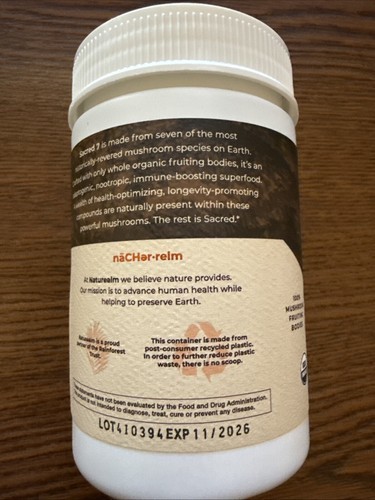 Sacred 7 is made from seven of the most
historically-revered mushroom species on Earth.
with only whole organic fruiting bodies, it's an
adaptogenic, nootropic, immune-boosting superfood.
wealth of health-optimizing, longevity-promoting
compounds are naturally present within these
powerful mushrooms. The rest is Sacred.*
nāCHər·relm
At Naturealm we believe nature provides.
Our mission is to advance human health while
helping to preserve Earth.
Naturealm is a proud
partner of the Rainforest
Trust.
This container is made from
post-consumer recycled plastic.
In order to further reduce plastic
waste, there is no scoop.
100%
MUSHROOM
FRUITING
BODIES
statements have not been evaluated by the Food and Drug Administration.
product is not intended to diagnose, treat, cure or prevent any disease.
LOT410394EXP11/2026